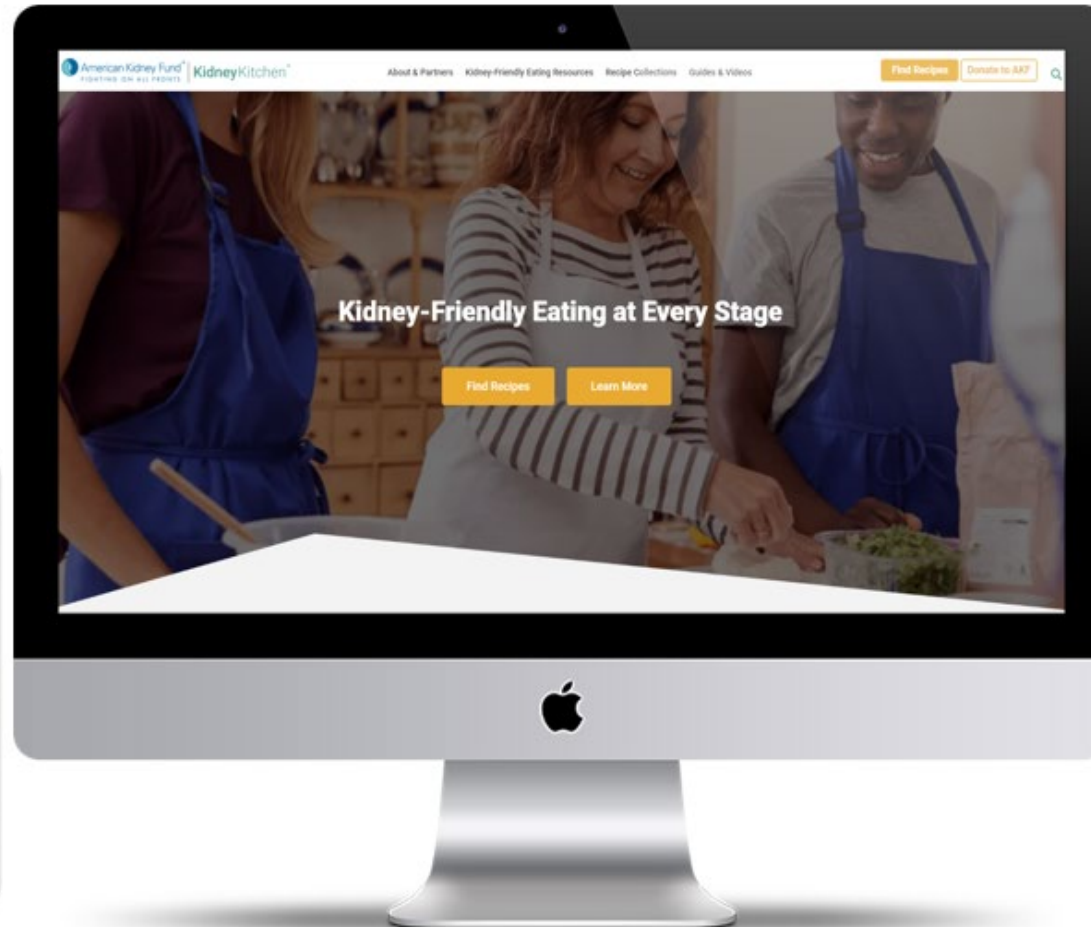 American Kidney Fund®
FIGHTING ON ALL FRONTS
KidneyKitchen®
About & Partners Kidney-Friendly Eating Resources Recipe Collections Guides & Videos
Find Recipes Donate to AKF
Kidney-Friendly Eating at Every Stage
Find Recipes Learn More